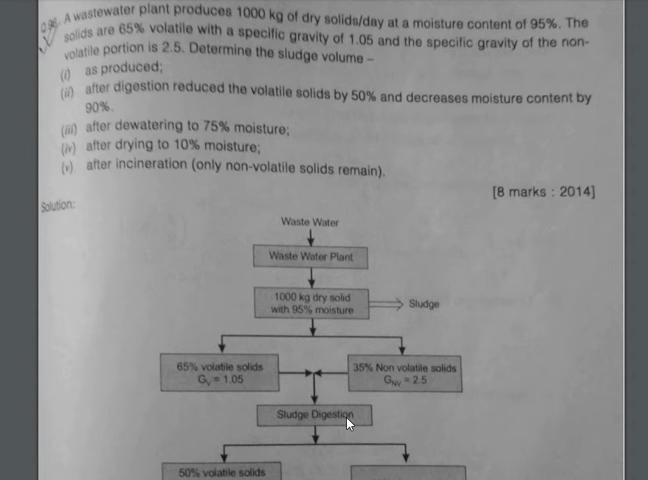 A wastewater plant produces 1000 kg of dry solids/day at a moisture content of 95%. The
solids are 65% volatile with a specific gravity of 1.05 and the specific gravity of the non-
volatile portion is 2.5. Determine the sludge volume –
(i) as produced;
(ii) after digestion reduced the volatile solids by 50% and decreases moisture content by
90%.
(iii) after dewatering to 75% moisture;
(iv) after drying to 10% moisture;
(v) after incineration (only non-volatile solids remain).
[8 marks : 2014]
Solution:
Waste Water
Waste Water Plant
1000 kg dry solid
with 95% moisture
Sludge
65% volatile solids
Gv = 1.05
35% Non volatile solids
GNV = 2.5
Sludge Digestion
50% volatile solids